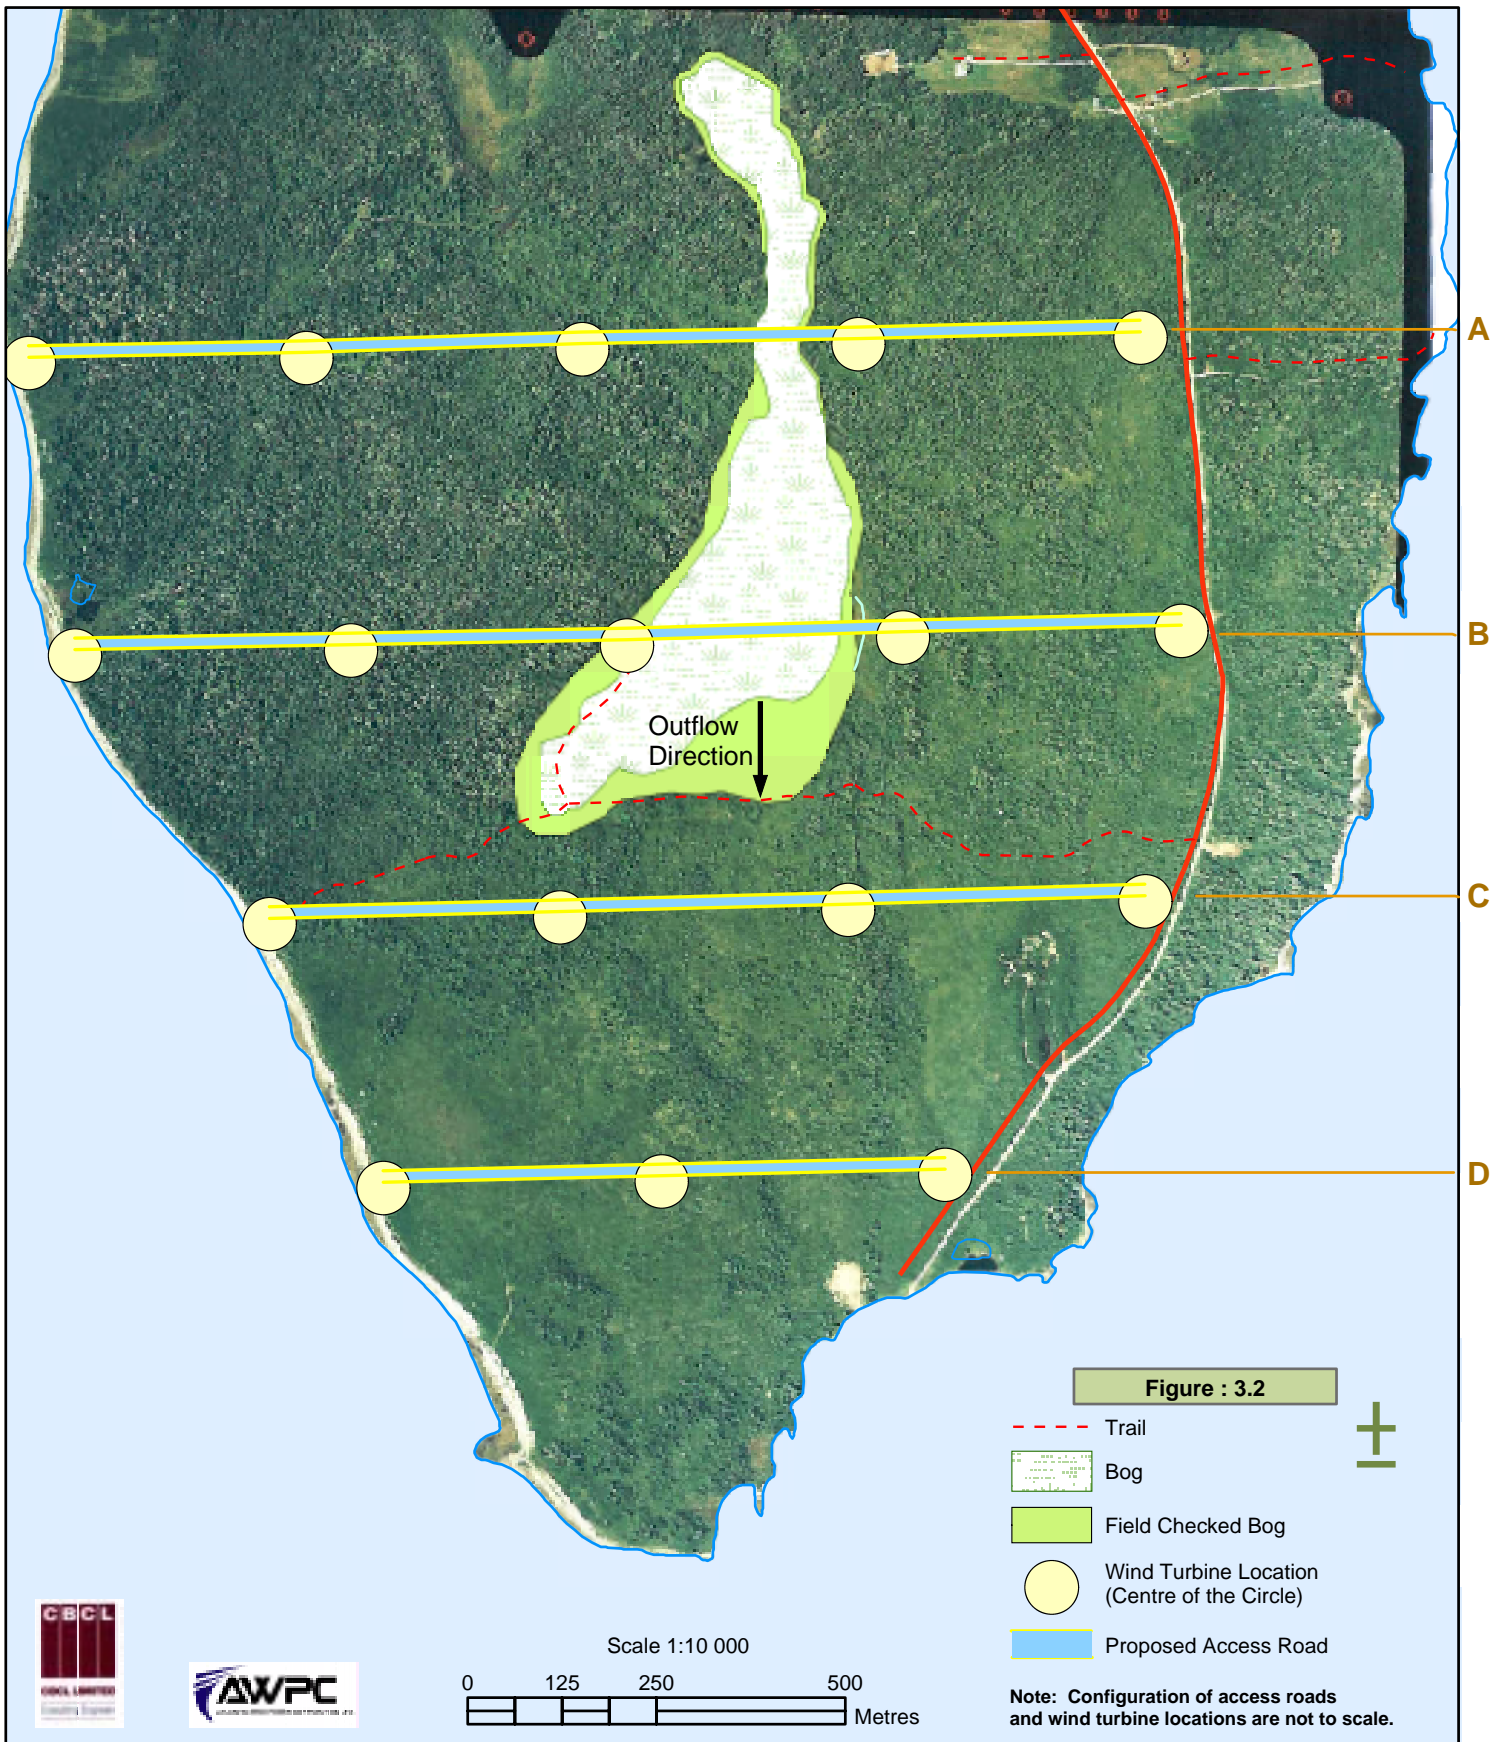 A
B
Outflow
Direction
C
D
Figure : 3.2
Trail
Bog
Field Checked Bog
Wind Turbine Location
(Centre of the Circle)
Proposed Access Road
Note: Configuration of access roads
and wind turbine locations are not to scale.
Scale 1:10 000
0 125 250 500
Metres
CBCL
CBCL LIMITED
AWPC